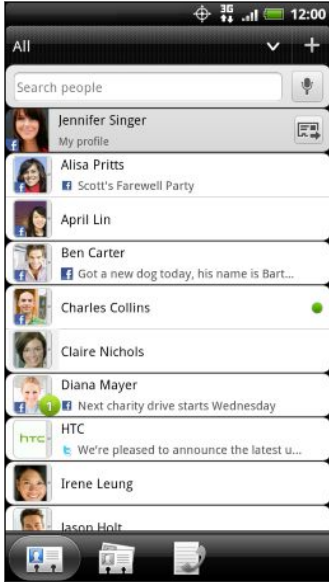 3G 12:00
All
Search people
Jennifer Singer
My profile
Alisa Pritts
Scott's Farewell Party
April Lin
Ben Carter
Got a new dog today, his name is Bart...
Charles Collins
Claire Nichols
Diana Mayer
1 Next charity drive starts Wednesday
HTC
hTC We're pleased to announce the latest u...
Irene Leung
Jason Holt